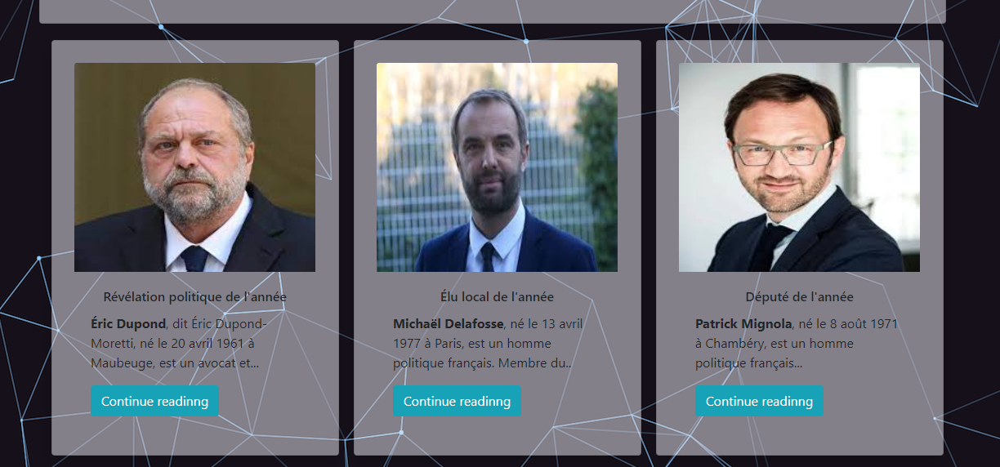 Révélation politique de l'année
Éric Dupond, dit Éric Dupond-
Moretti, né le 20 avril 1961 à
Maubeuge, est un avocat et...
Continue readinng
Élu local de l'année
Michaël Delafosse, né le 13 avril
1977 à Paris, est un homme
politique français. Membre du..
Continue readinng
Député de l'année
Patrick Mignola, né le 8 août 1971
à Chambéry, est un homme
politique français...
Continue readinng